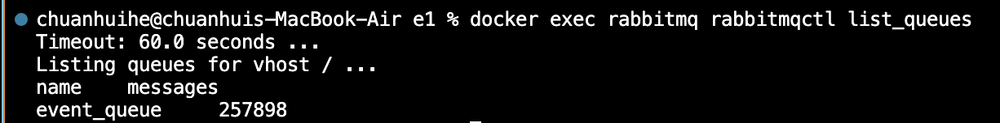 chuanhuihe@chuanhuis-MacBook-Air e1 % docker exec rabbitmq rabbitmqctl list_queues
Timeout: 60.0 seconds ...
Listing queues for vhost / ...
name	messages
event_queue	257898